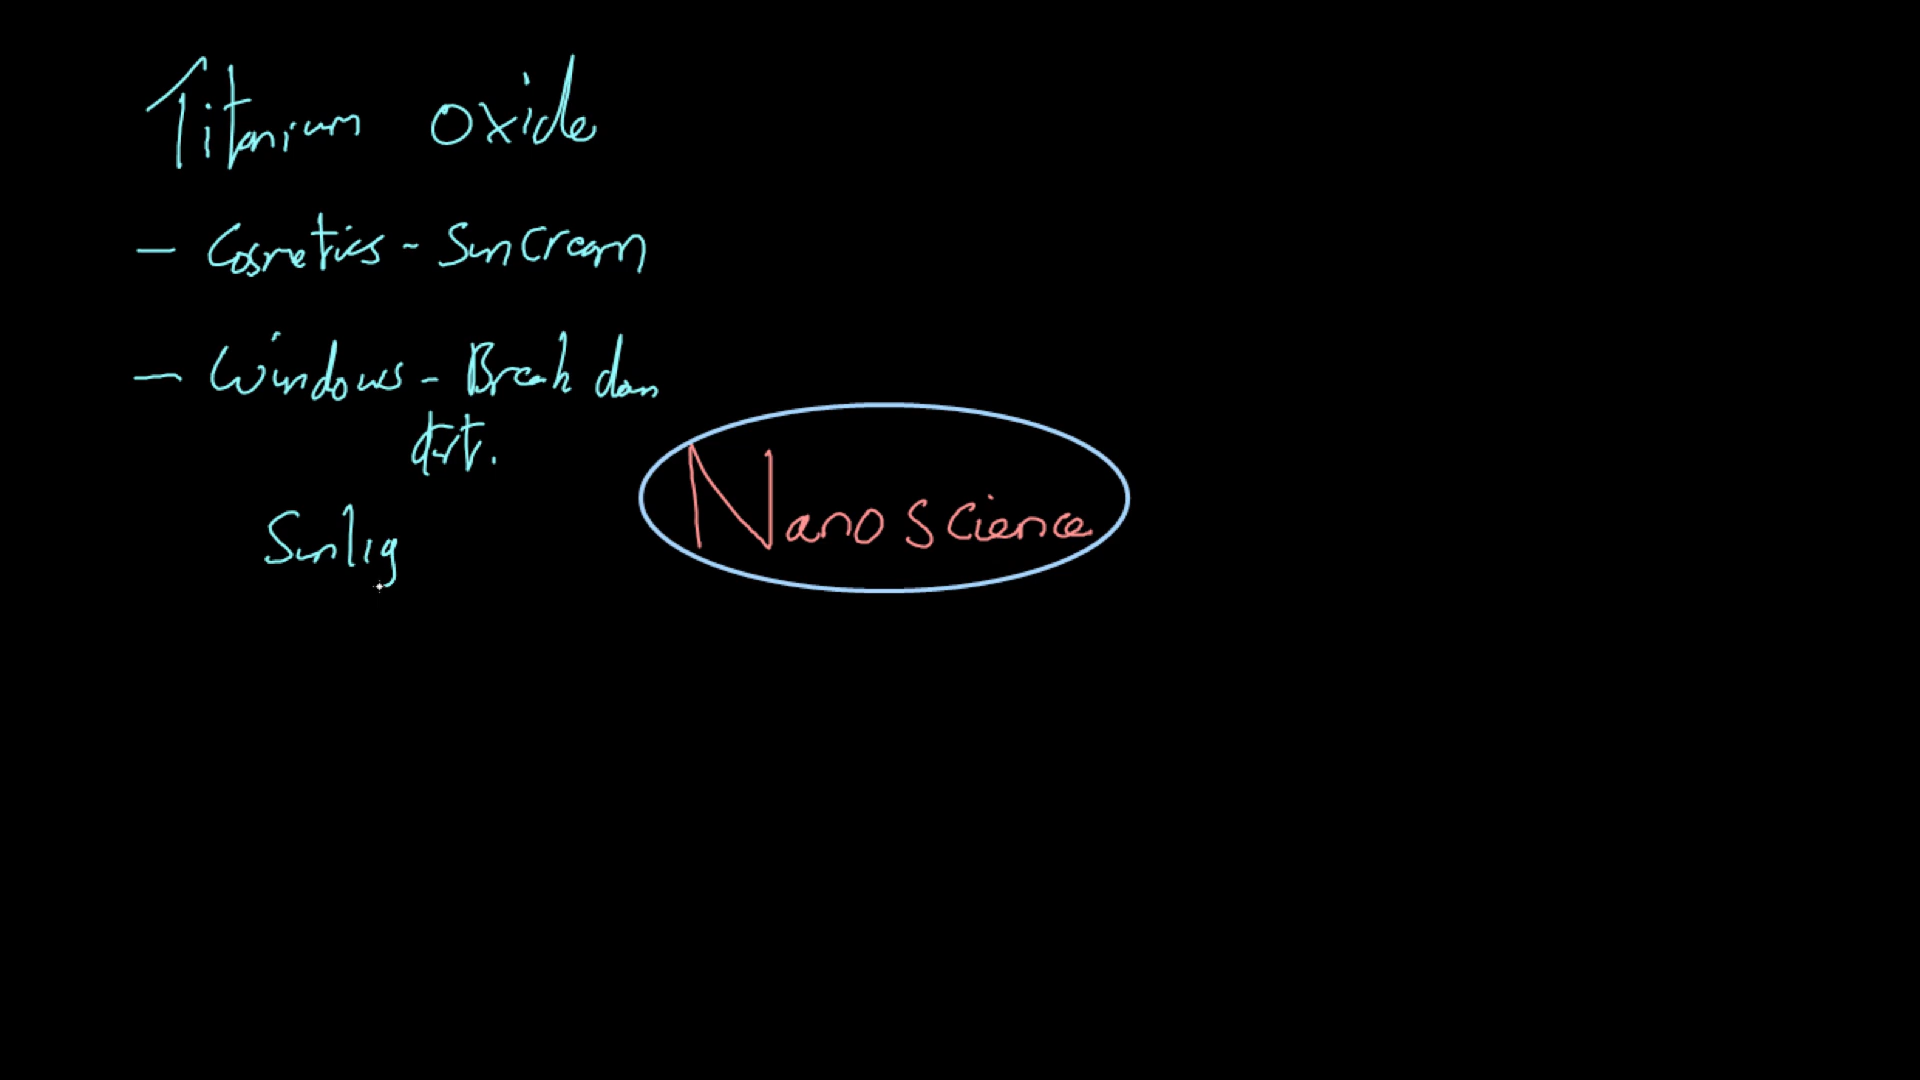 Titanium oxide
- Cosmetics - Suncream
- Windows - Break down
dirt.
Nanoscience
Sunlig